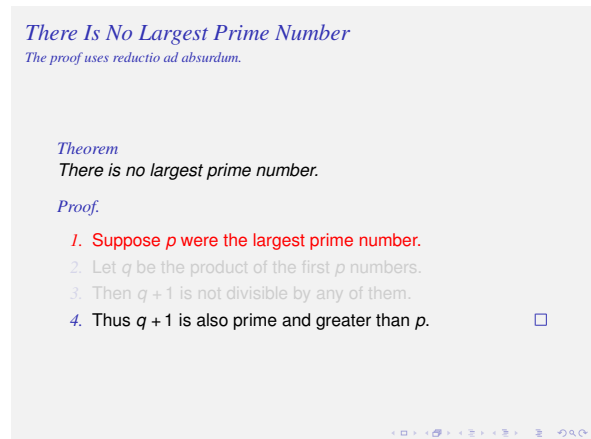 There Is No Largest Prime Number
The proof uses reductio ad absurdum.
Theorem
There is no largest prime number.
Proof.
1. Suppose p were the largest prime number.
2. Let q be the product of the first p numbers.
3. Then q + 1 is not divisible by any of them.
4. Thus q + 1 is also prime and greater than p.